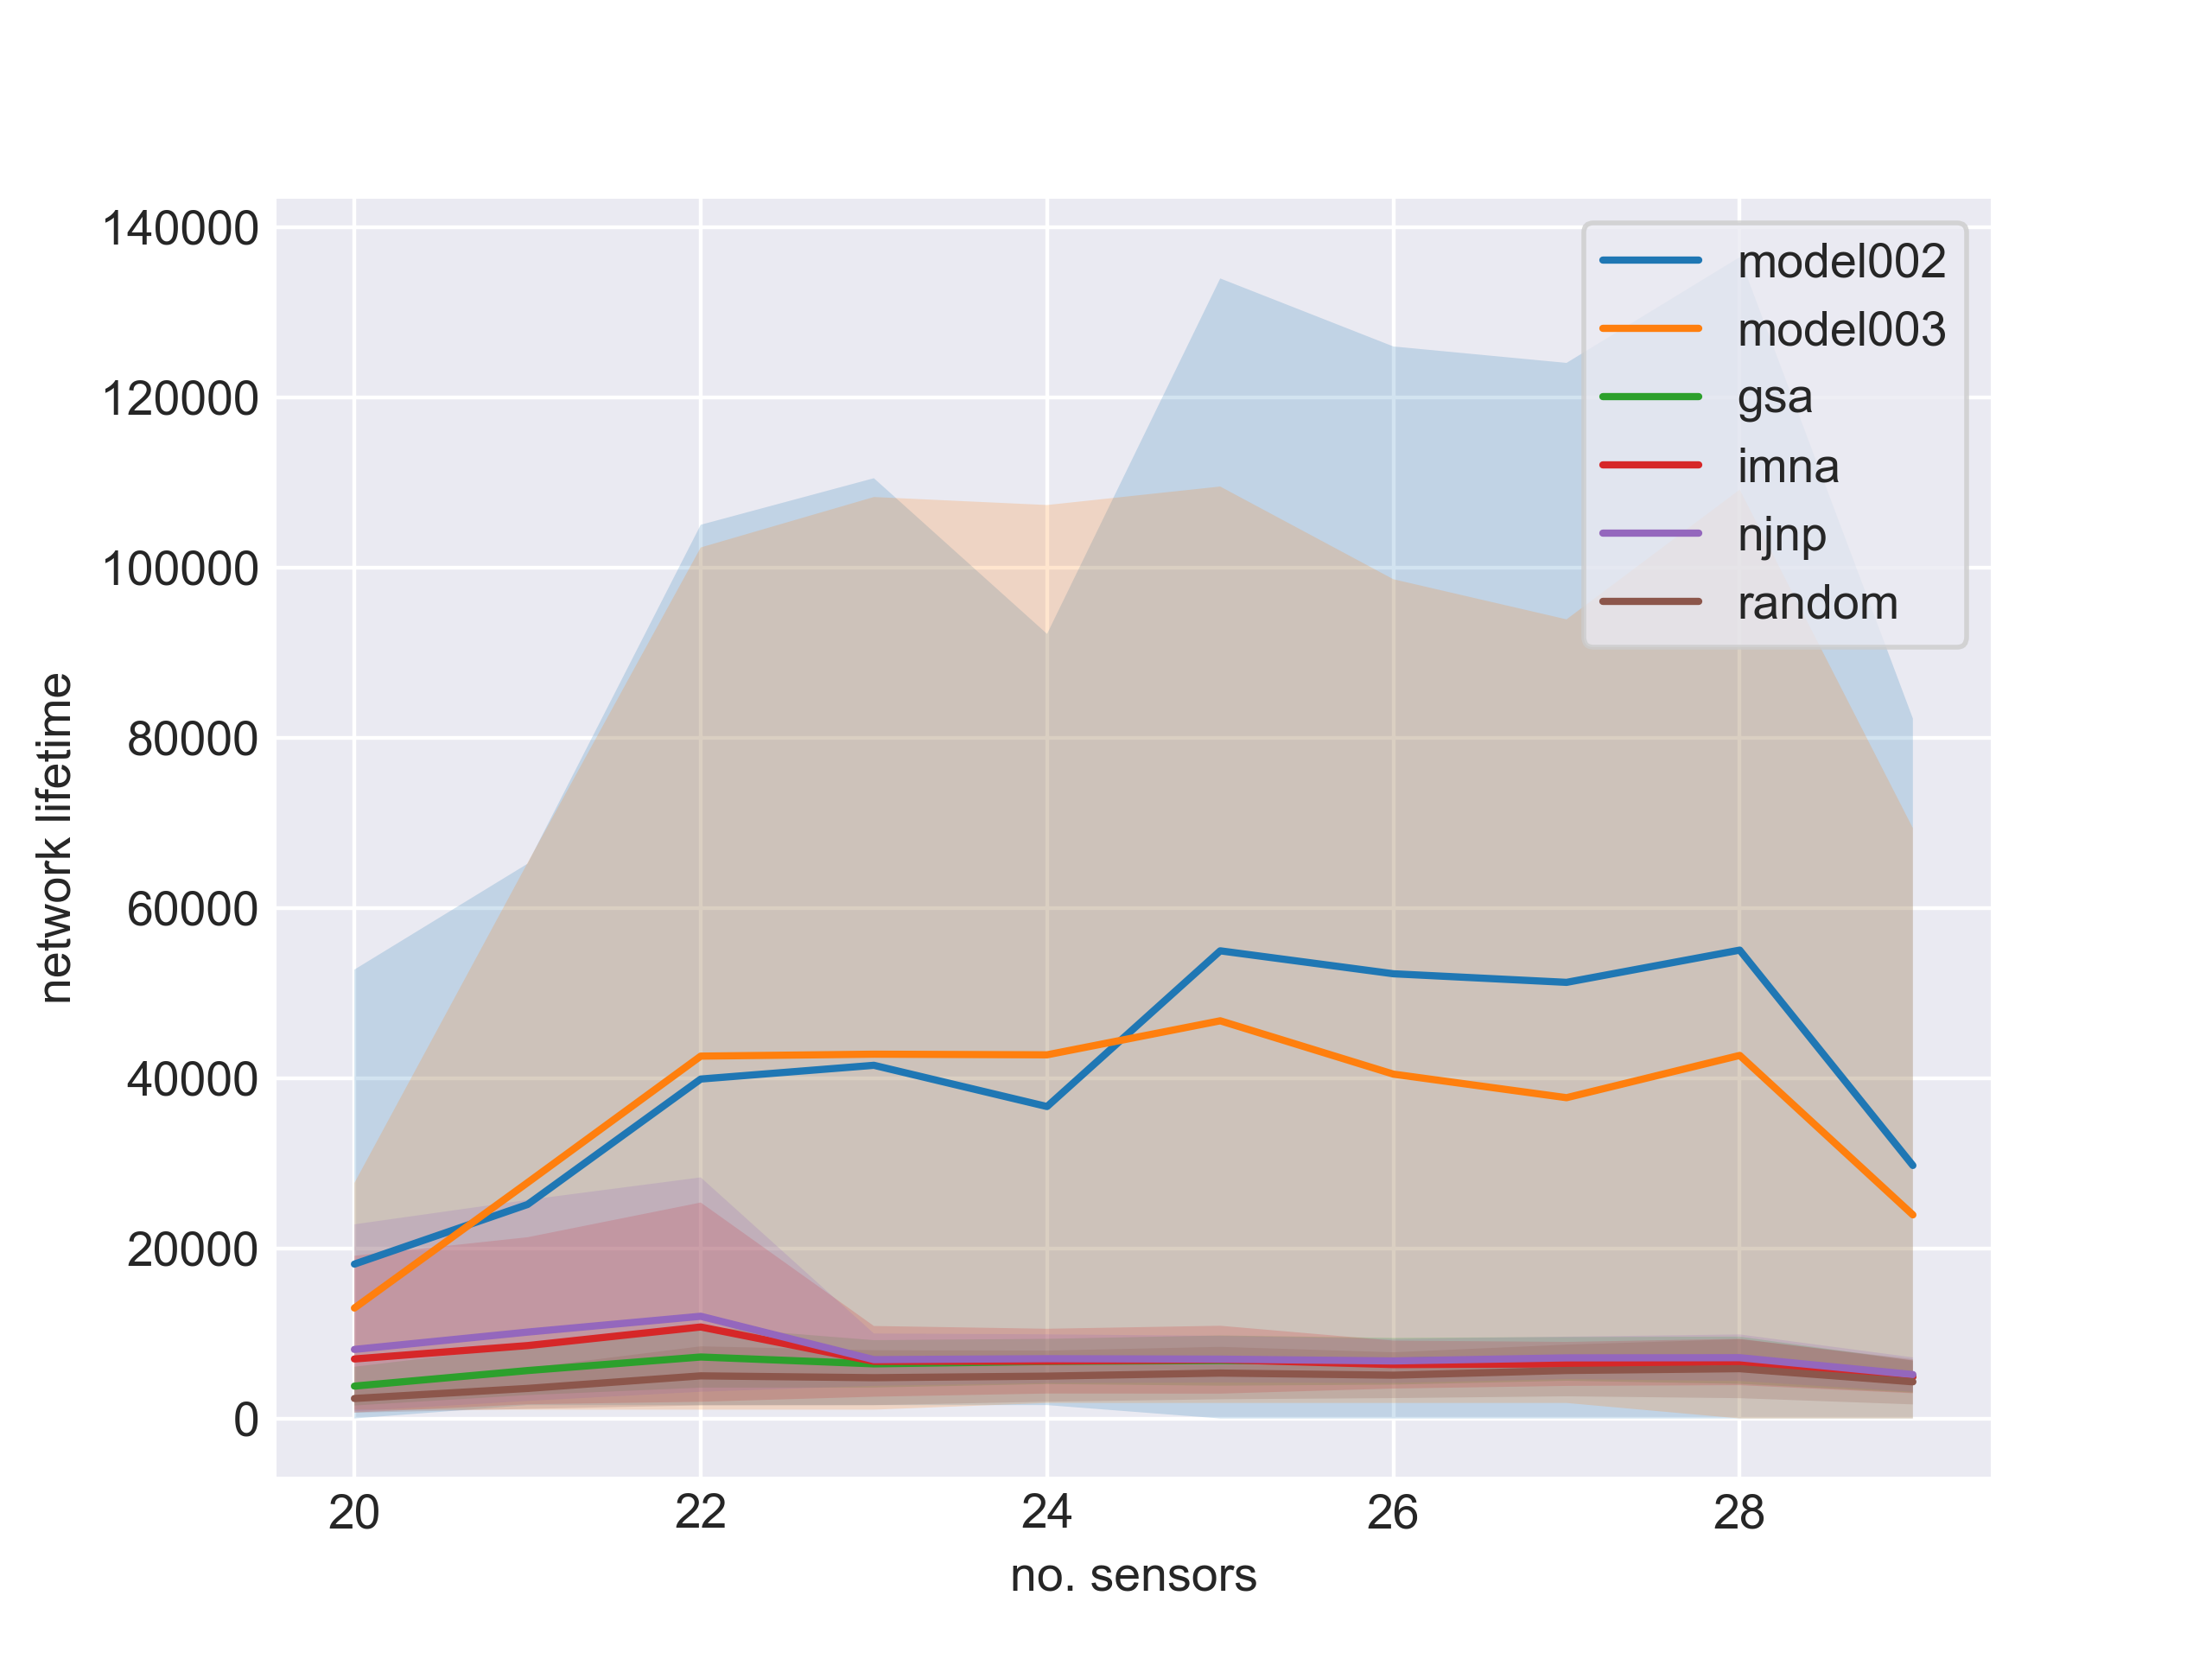 140000
120000
100000
80000
60000
40000
20000
0
network lifetime
20 22 24 26 28
no. sensors
model002
model003
gsa
imna
njnp
random